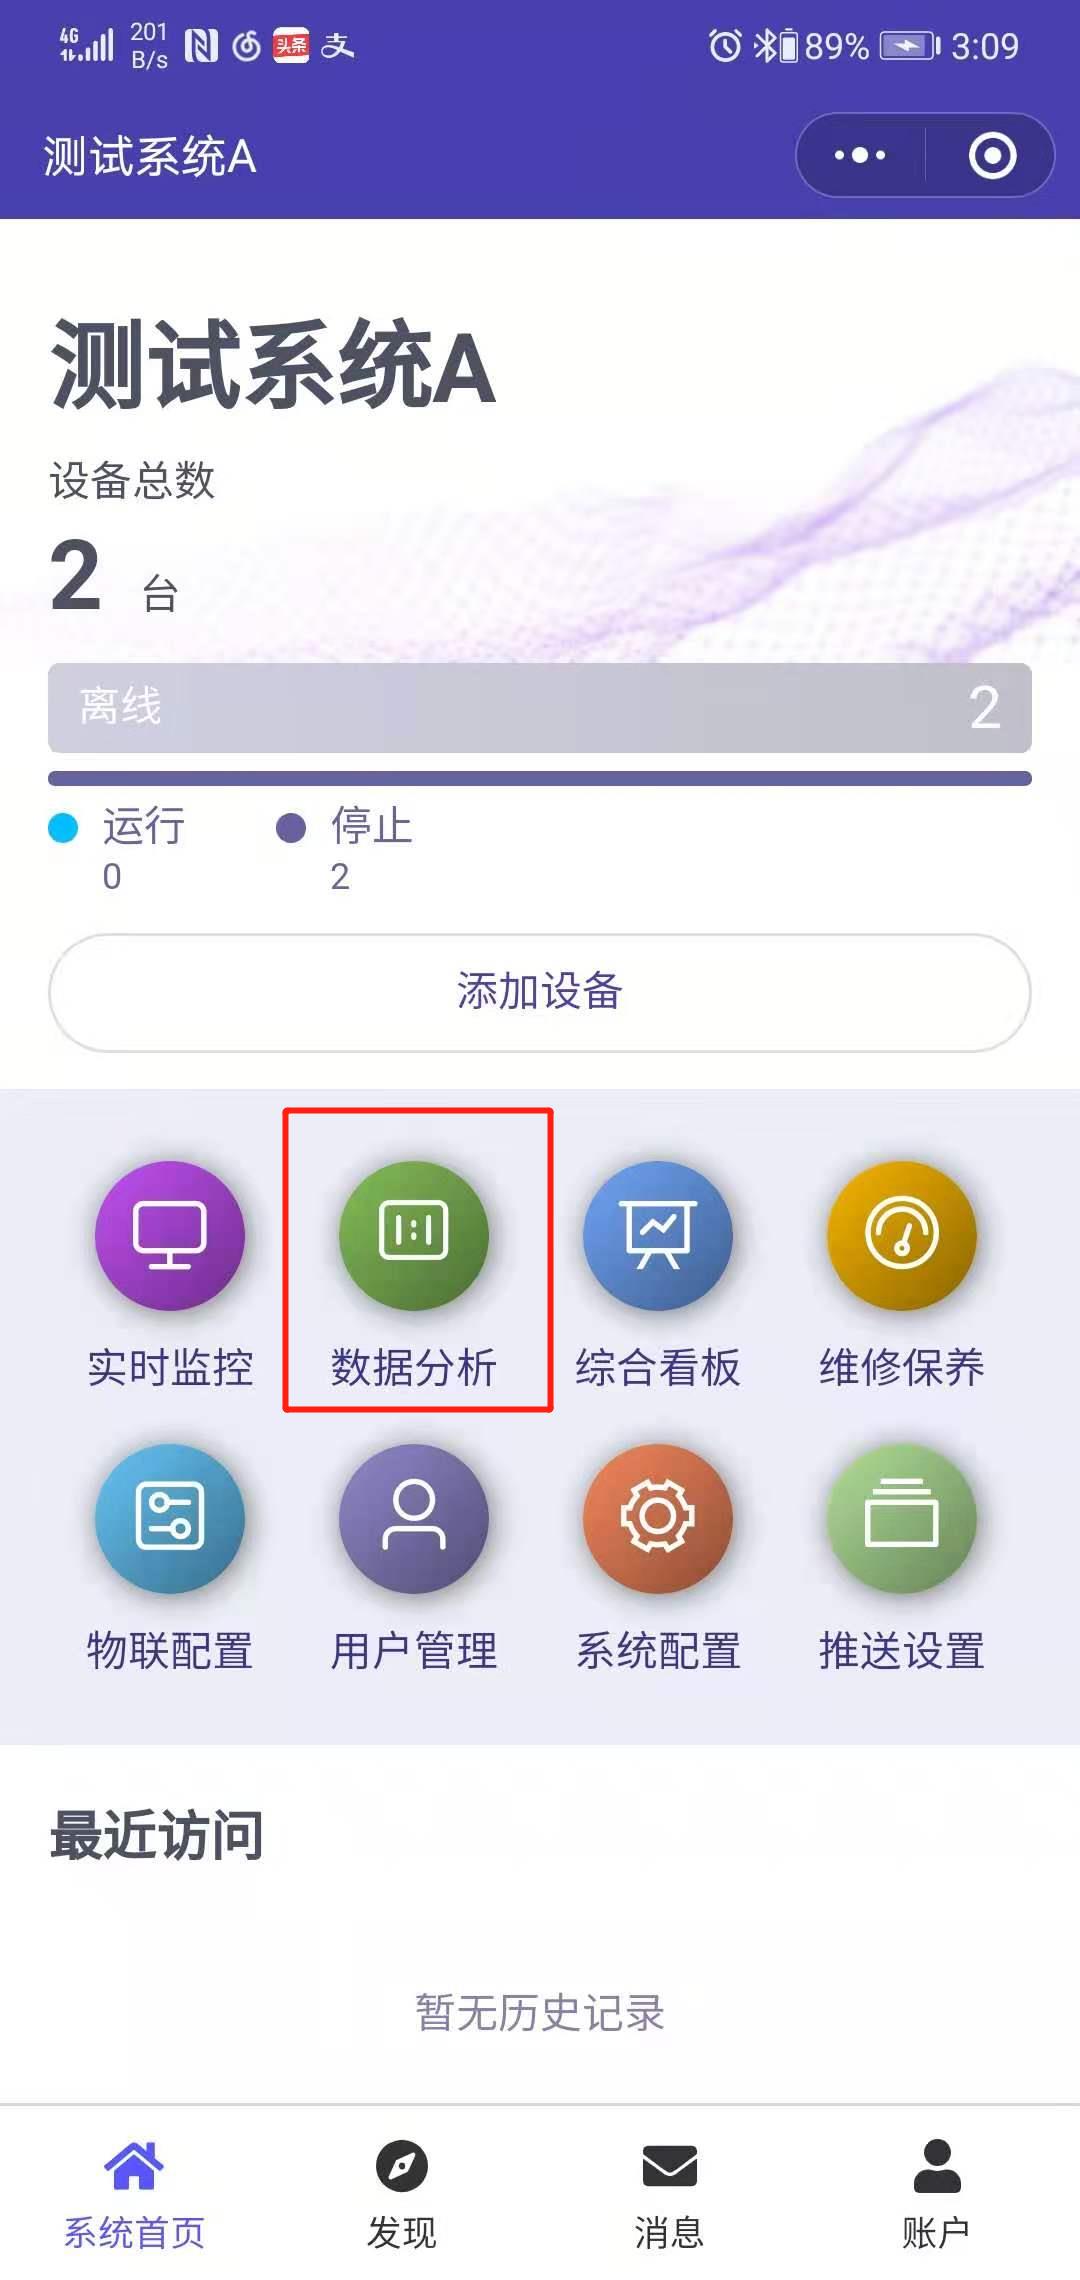 4G 201 B/s 头条 支 89% 3:09
测试系统A
测试系统A
设备总数
2 台
离线 2
运行 停止
0 2
添加设备
实时监控 数据分析 综合看板 维修保养
物联配置 用户管理 系统配置 推送设置
最近访问
暂无历史记录
系统首页 发现 消息 账户